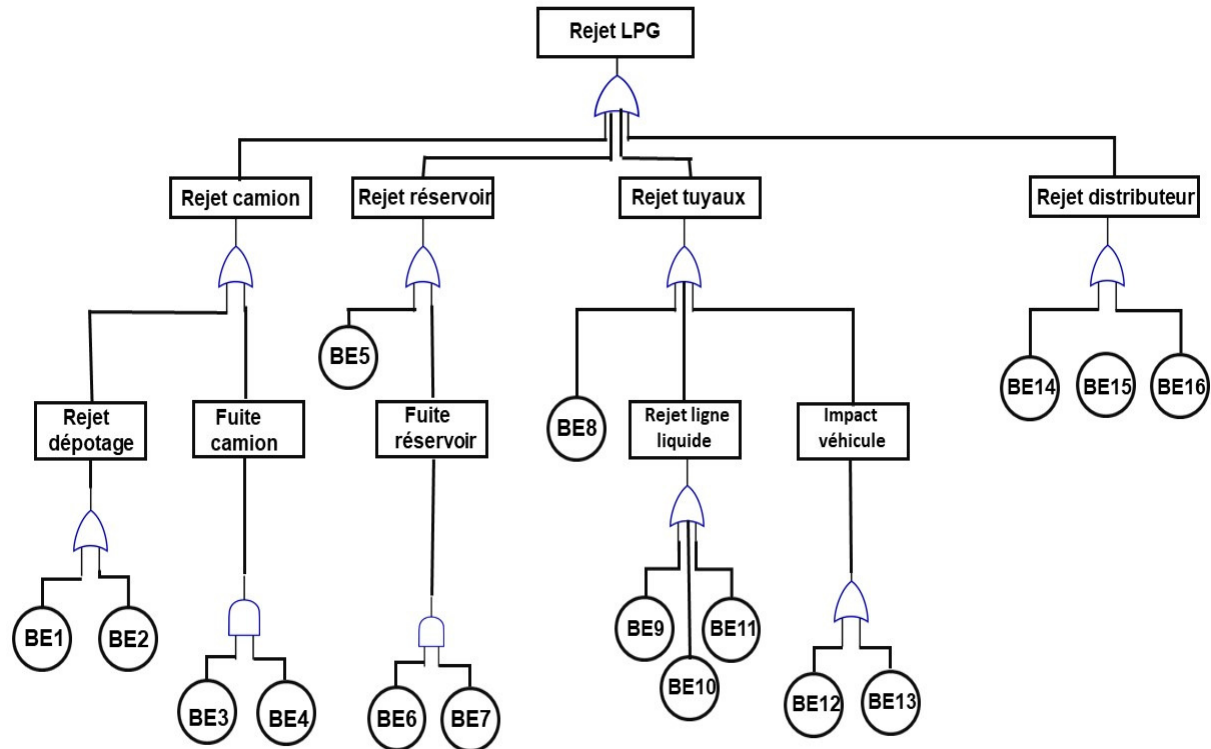 Rejet LPG
Rejet camion
Rejet réservoir
Rejet tuyaux
Rejet distributeur
BE5
BE14
BE15
BE16
Rejet
dépotage
Fuite
camion
Fuite
réservoir
BE8
Rejet ligne
liquide
Impact
véhicule
BE1
BE2
BE9
BE11
BE10
BE3
BE4
BE6
BE7
BE12
BE13